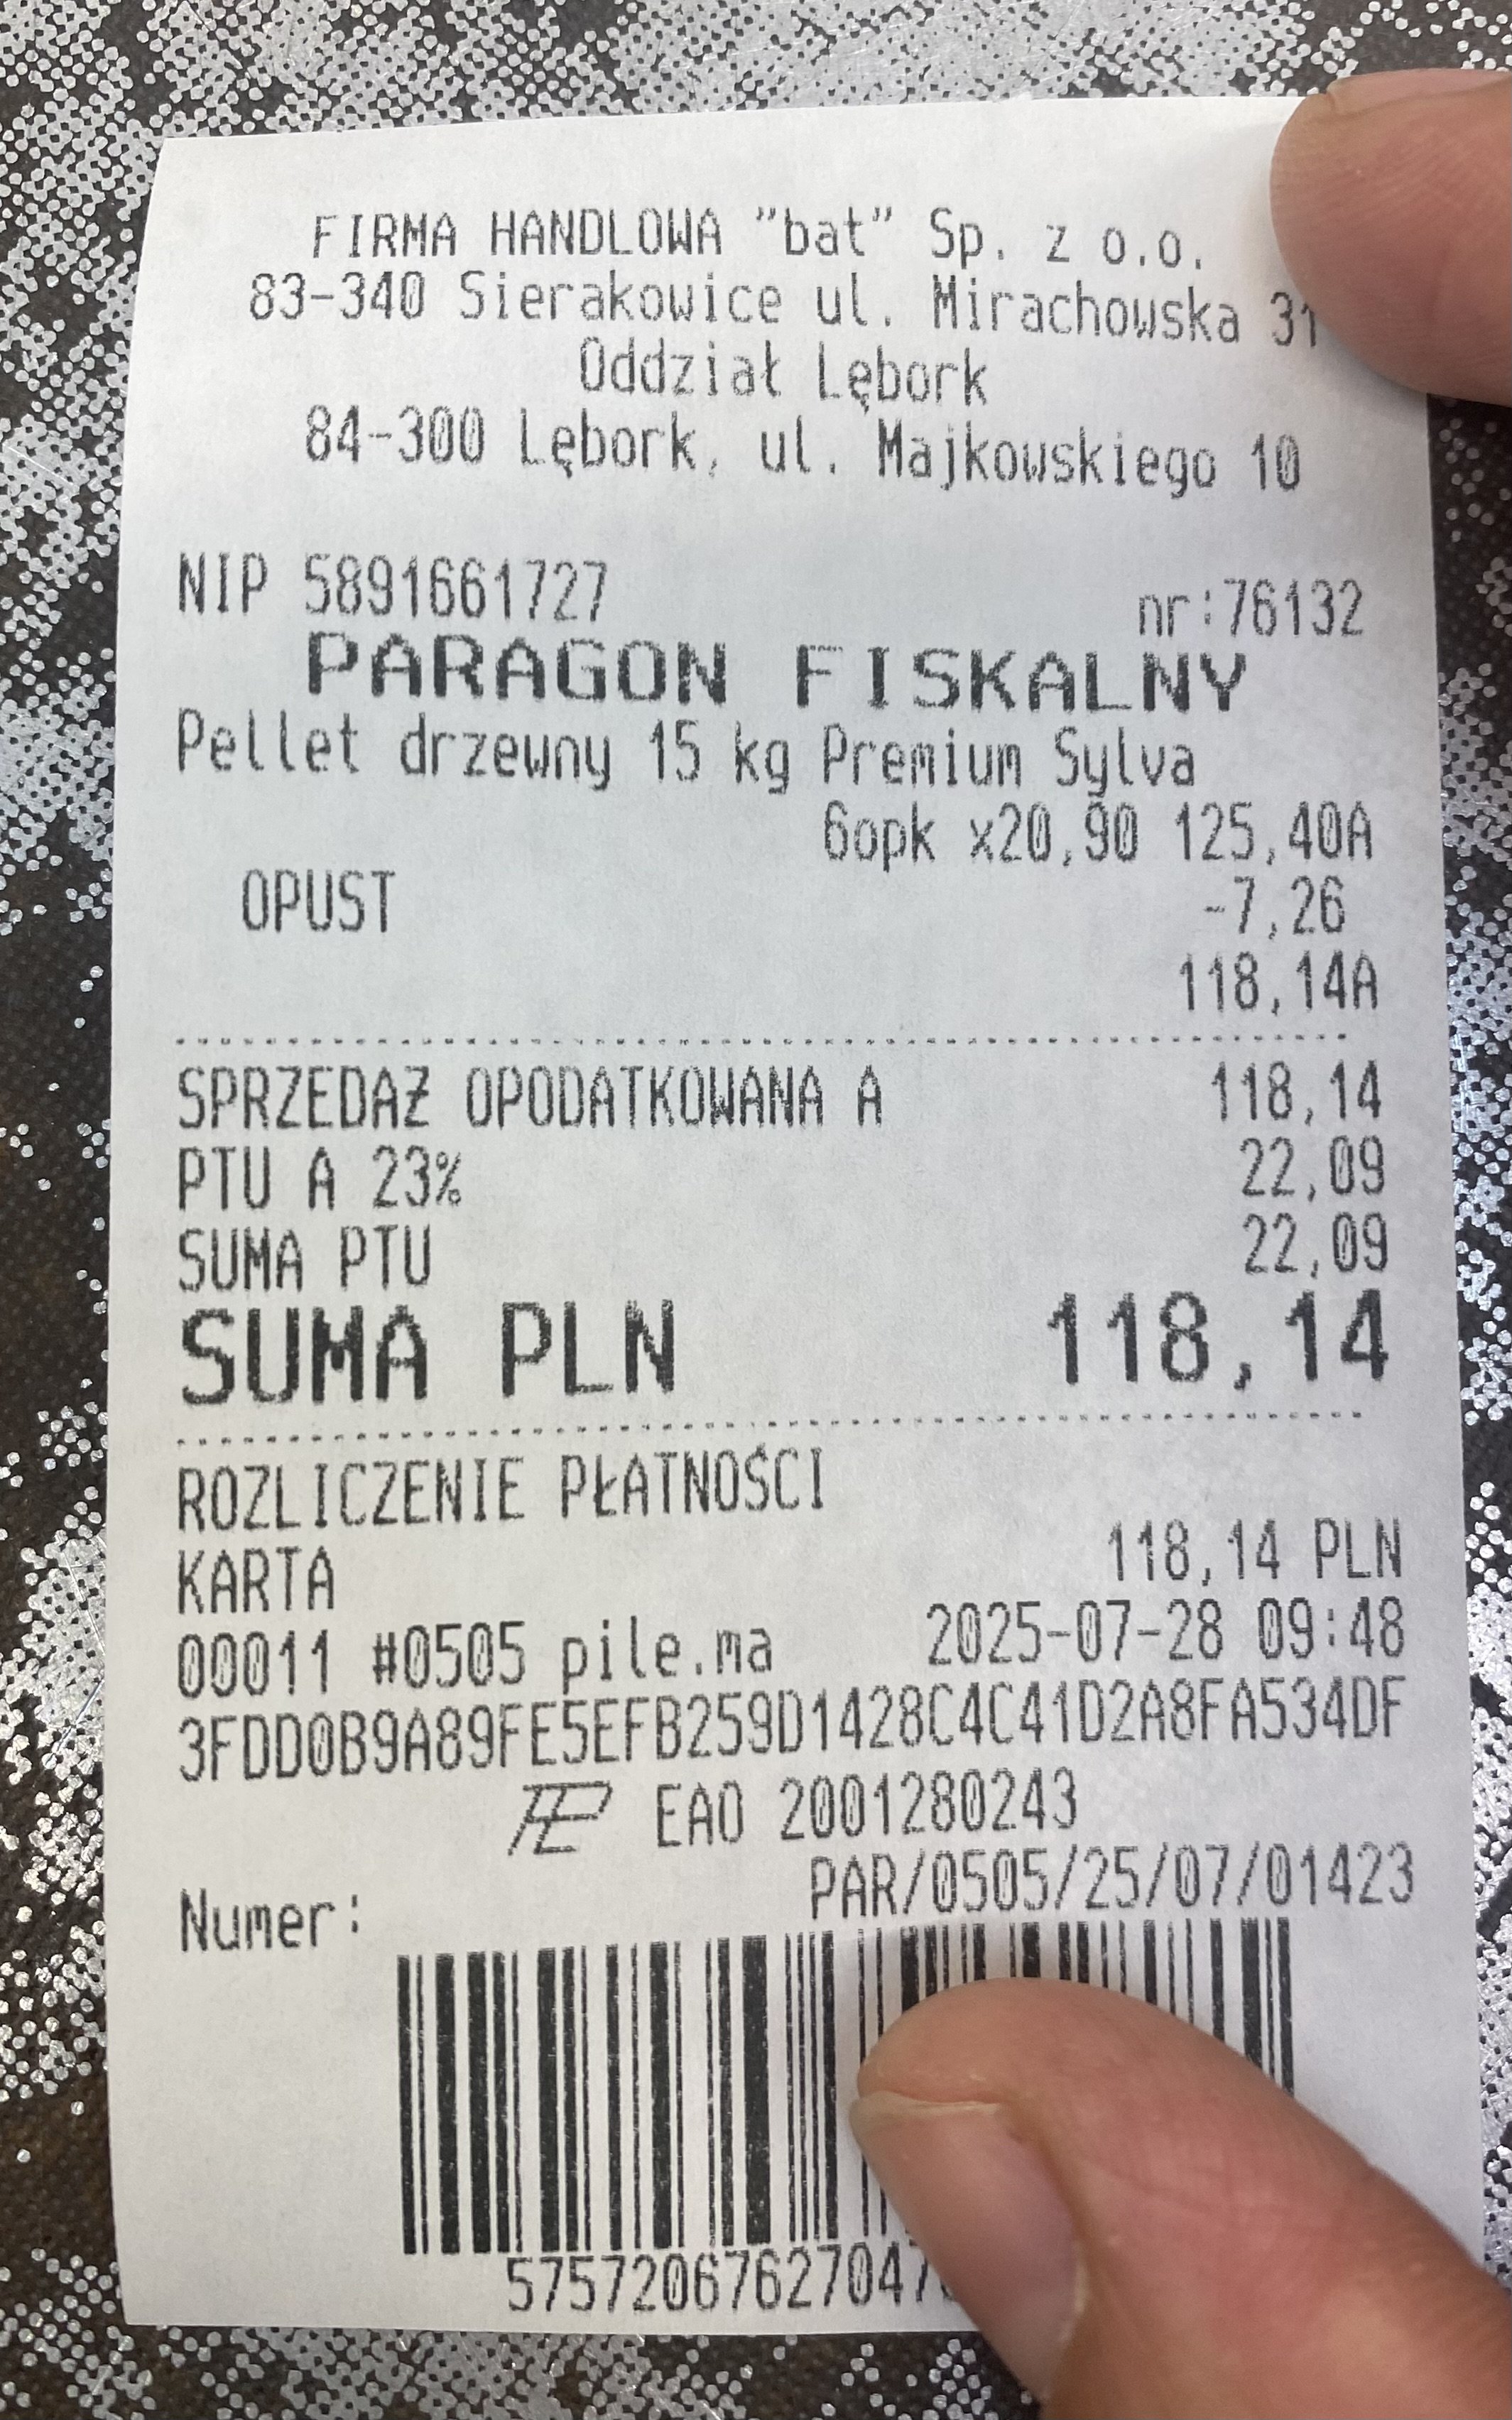 FIRMA HANDLOWA "bat" Sp. z o.o.
83-340 Sierakowice ul. Mirachowska 31
Oddział Lębork
84-300 Lębork, ul. Majkowskiego 10
NIP 5891661727 nr:76132
PARAGON FISKALNY
Pellet drzewny 15 kg Premium Sylva
6opk x20,90 125,40A
OPUST -7,26
118,14A
SPRZEDAŻ OPODATKOWANA A 118,14
PTU A 23% 22,09
SUMA PTU 22,09
SUMA PLN 118,14
ROZLICZENIE PŁATNOŚCI
KARTA 118,14 PLN
00011 #0505 pile.ma 2025-07-28 09:48
3FDD0B9A89FE5EFB259D1428C4C41D2A8FA534DF
EAO 2001280243
Numer: PAR/0505/25/07/01423